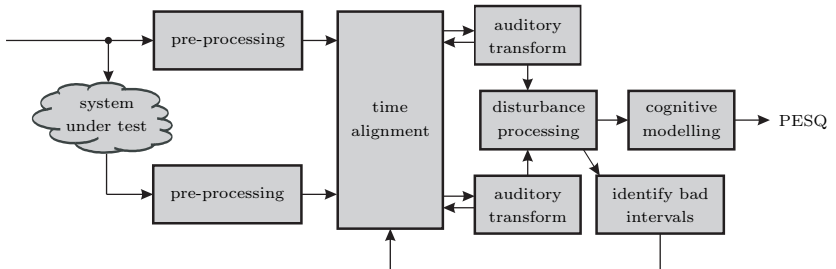 pre-processing
system
under test
pre-processing
time
alignment
auditory
transform
disturbance
processing
auditory
transform
cognitive
modelling
identify bad
intervals
PESQ